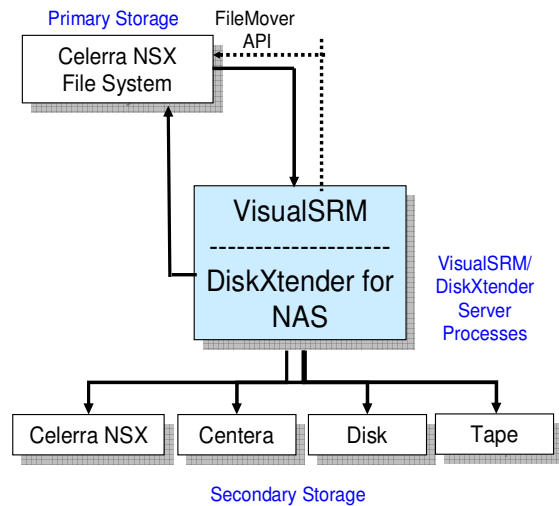 Primary Storage
FileMover
API
Celerra NSX
File System
VisualSRM
DiskXtender for
NAS
VisualSRM/
DiskXtender
Server
Processes
Celerra NSX
Centera
Disk
Tape
Secondary Storage